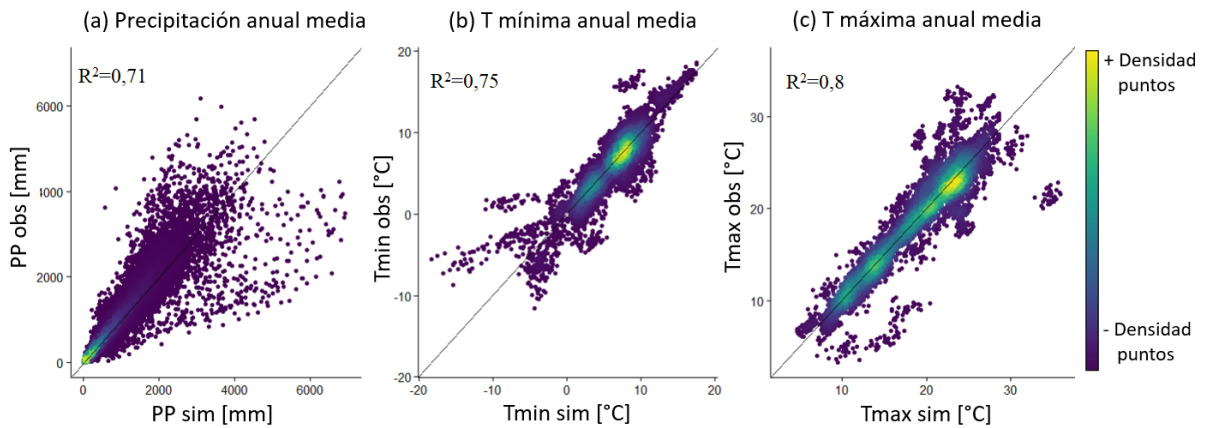 (a) Precipitación anual media
R²=0,71
PP obs [mm]
6000
4000
2000
0
0 2000 4000 6000
PP sim [mm]
(b) T mínima anual media
R²=0,75
Tmin obs [°C]
20
10
0
-10
-20
-20 -10 0 10 20
Tmin sim [°C]
(c) T máxima anual media
R²=0,8
Tmax obs [°C]
30
20
10
10 20 30
Tmax sim [°C]
+ Densidad
puntos
- Densidad
puntos